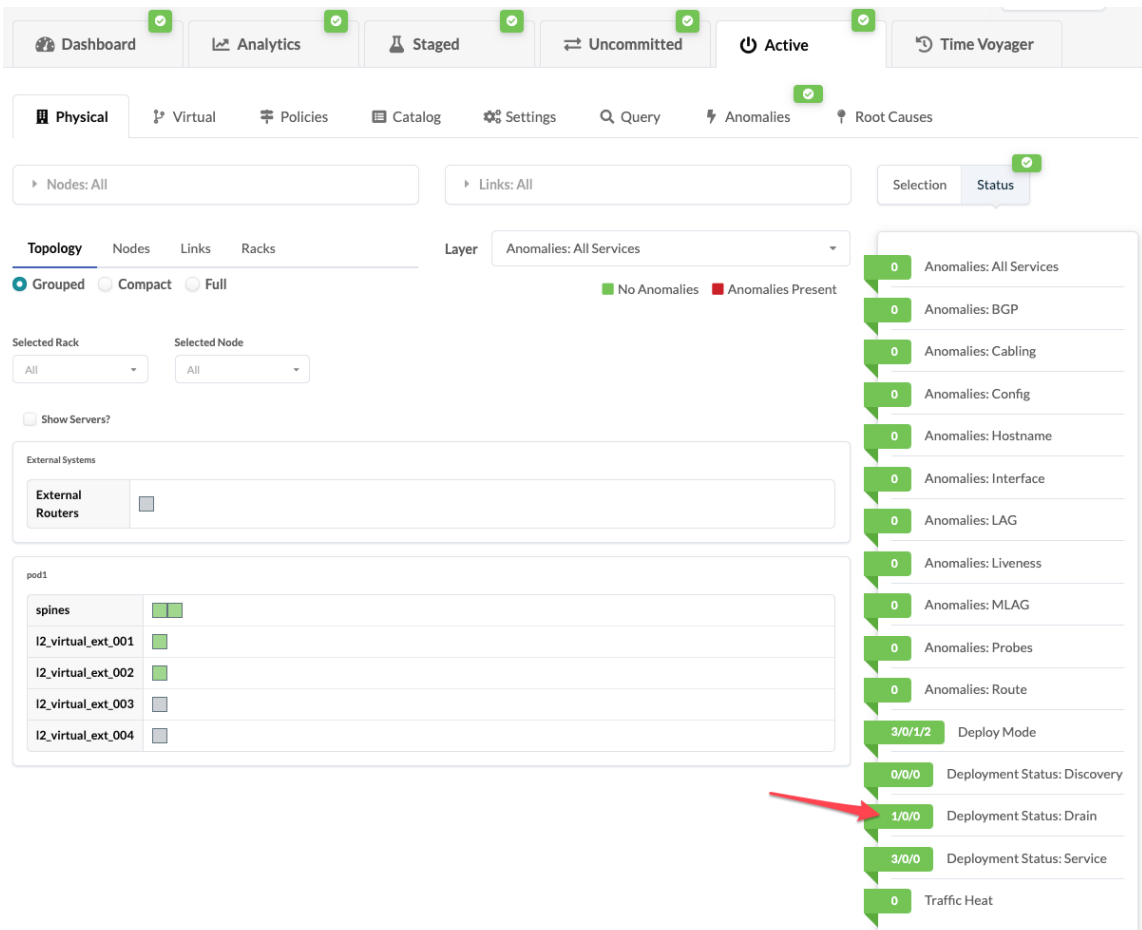 Dashboard Analytics Staged Uncommitted Active Time Voyager
Physical Virtual Policies Catalog Settings Query Anomalies Root Causes
Nodes: All Links: All Selection Status
Topology Nodes Links Racks Layer Anomalies: All Services
Grouped Compact Full
No Anomalies Anomalies Present
Selected Rack Selected Node
All All
Show Servers?
External Systems
External
Routers
pod1
spines
l2_virtual_ext_001
l2_virtual_ext_002
l2_virtual_ext_003
l2_virtual_ext_004
0 Anomalies: All Services
0 Anomalies: BGP
0 Anomalies: Cabling
0 Anomalies: Config
0 Anomalies: Hostname
0 Anomalies: Interface
0 Anomalies: LAG
0 Anomalies: Liveness
0 Anomalies: MLAG
0 Anomalies: Probes
0 Anomalies: Route
3/0/1/2 Deploy Mode
0/0/0 Deployment Status: Discovery
1/0/0 Deployment Status: Drain
3/0/0 Deployment Status: Service
0 Traffic Heat